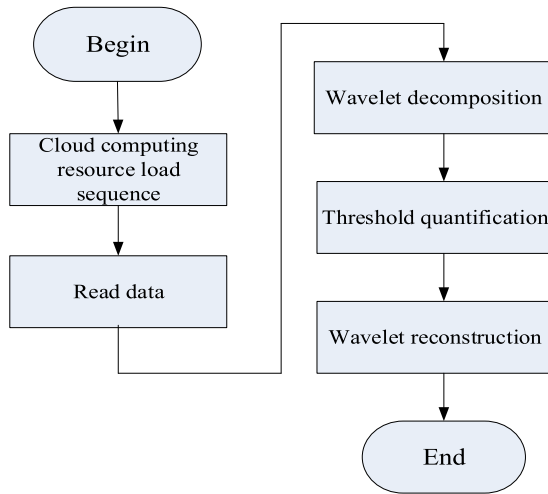 Begin
Cloud computing
resource load
sequence
Read data
Wavelet decomposition
Threshold quantification
Wavelet reconstruction
End